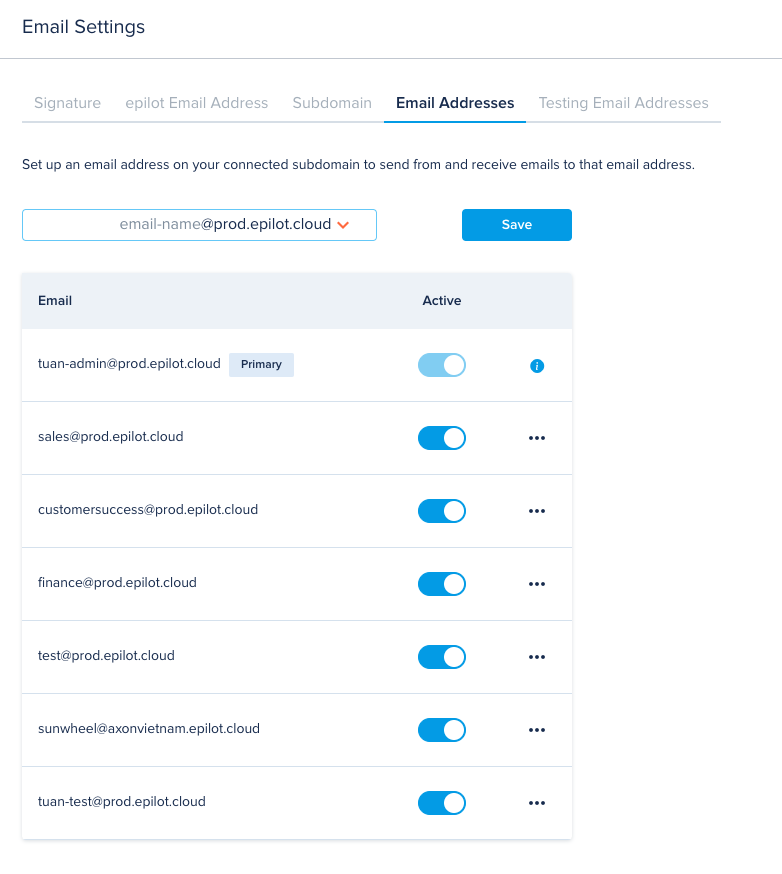 Email Settings
Signature epilot Email Address Subdomain Email Addresses Testing Email Addresses
Set up an email address on your connected subdomain to send from and receive emails to that email address.
email-name@prod.epilot.cloud Save
Email Active
tuan-admin@prod.epilot.cloud Primary i
sales@prod.epilot.cloud
customersuccess@prod.epilot.cloud
finance@prod.epilot.cloud
test@prod.epilot.cloud
sunwheel@axonvietnam.epilot.cloud
tuan-test@prod.epilot.cloud